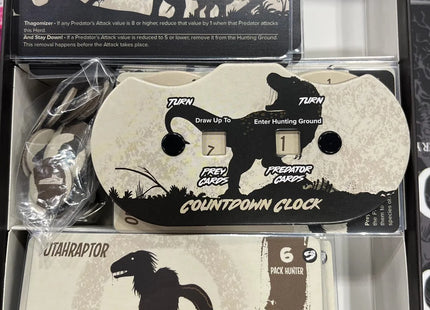 Thagomizer - If any Predator's Attack value is 8 or higher, reduce that value by 1 when that Predator attacks
this Herd.
And Stay Down! - If a Predator's Attack value is reduced to 5 or lower, remove it from the Hunting Ground.
This removal happens before the Attack takes place.
TURN TURN
Draw Up To Enter Hunting Ground
7 1
PREY PREDATOR
CARDS CARDS
COUNTDOWN CLOCK
UTAHRAPTOR
6
PACK HUNTER